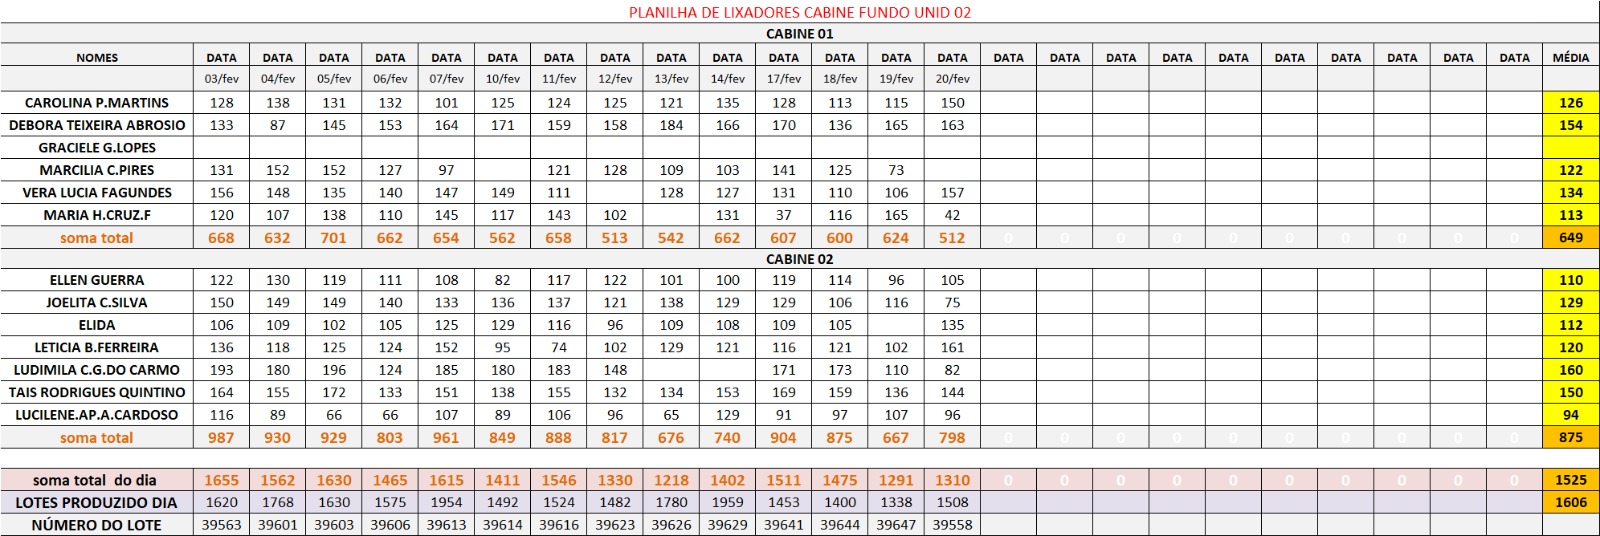 PLANILHA DE LIXADORES CABINE FUNDO UNID 02
CABINE 01
NOMES DATA DATA DATA DATA DATA DATA DATA DATA DATA DATA DATA DATA DATA DATA DATA DATA DATA DATA DATA DATA DATA DATA DATA DATA MÉDIA
03/fev 04/fev 05/fev 06/fev 07/fev 10/fev 11/fev 12/fev 13/fev 14/fev 17/fev 18/fev 19/fev 20/fev
CAROLINA P.MARTINS 128 138 131 132 101 125 124 125 121 135 128 113 115 150 126
DEBORA TEIXEIRA ABROSIO 133 87 145 153 164 171 159 158 184 166 170 136 165 163 154
GRACIELE G.LOPES
MARCILIA C.PIRES 131 152 152 127 97 121 128 109 103 141 125 73 122
VERA LUCIA FAGUNDES 156 148 135 140 147 149 111 128 127 131 110 106 157 134
MARIA H.CRUZ.F 120 107 138 110 145 117 143 102 131 37 116 165 42 113
soma total 668 632 701 662 654 562 658 513 542 662 607 600 624 512 0 0 0 0 0 0 0 0 0 0 649
CABINE 02
ELLEN GUERRA 122 130 119 111 108 82 117 122 101 100 119 114 96 105 110
JOELITA C.SILVA 150 149 149 140 133 136 137 121 138 129 129 106 116 75 129
ELIDA 106 109 102 105 125 129 116 96 109 108 109 105 135 112
LETICIA B.FERREIRA 136 118 125 124 152 95 74 102 129 121 116 121 102 161 120
LUDIMILA C.G.DO CARMO 193 180 196 124 185 180 183 148 171 173 110 82 160
TAIS RODRIGUES QUINTINO 164 155 172 133 151 138 155 132 134 153 169 159 136 144 150
LUCILENE.AP.A.CARDOSO 116 89 66 66 107 89 106 96 65 129 91 97 107 96 94
soma total 987 930 929 803 961 849 888 817 676 740 904 875 667 798 0 0 0 0 0 0 0 0 0 0 875
soma total do dia 1655 1562 1630 1465 1615 1411 1546 1330 1218 1402 1511 1475 1291 1310 0 0 0 0 0 0 0 0 0 0 1525
LOTES PRODUZIDO DIA 1620 1768 1630 1575 1954 1492 1524 1482 1780 1959 1453 1400 1338 1508 1606
NÚMERO DO LOTE 39563 39601 39603 39606 39613 39614 39616 39623 39626 39629 39641 39644 39647 39558